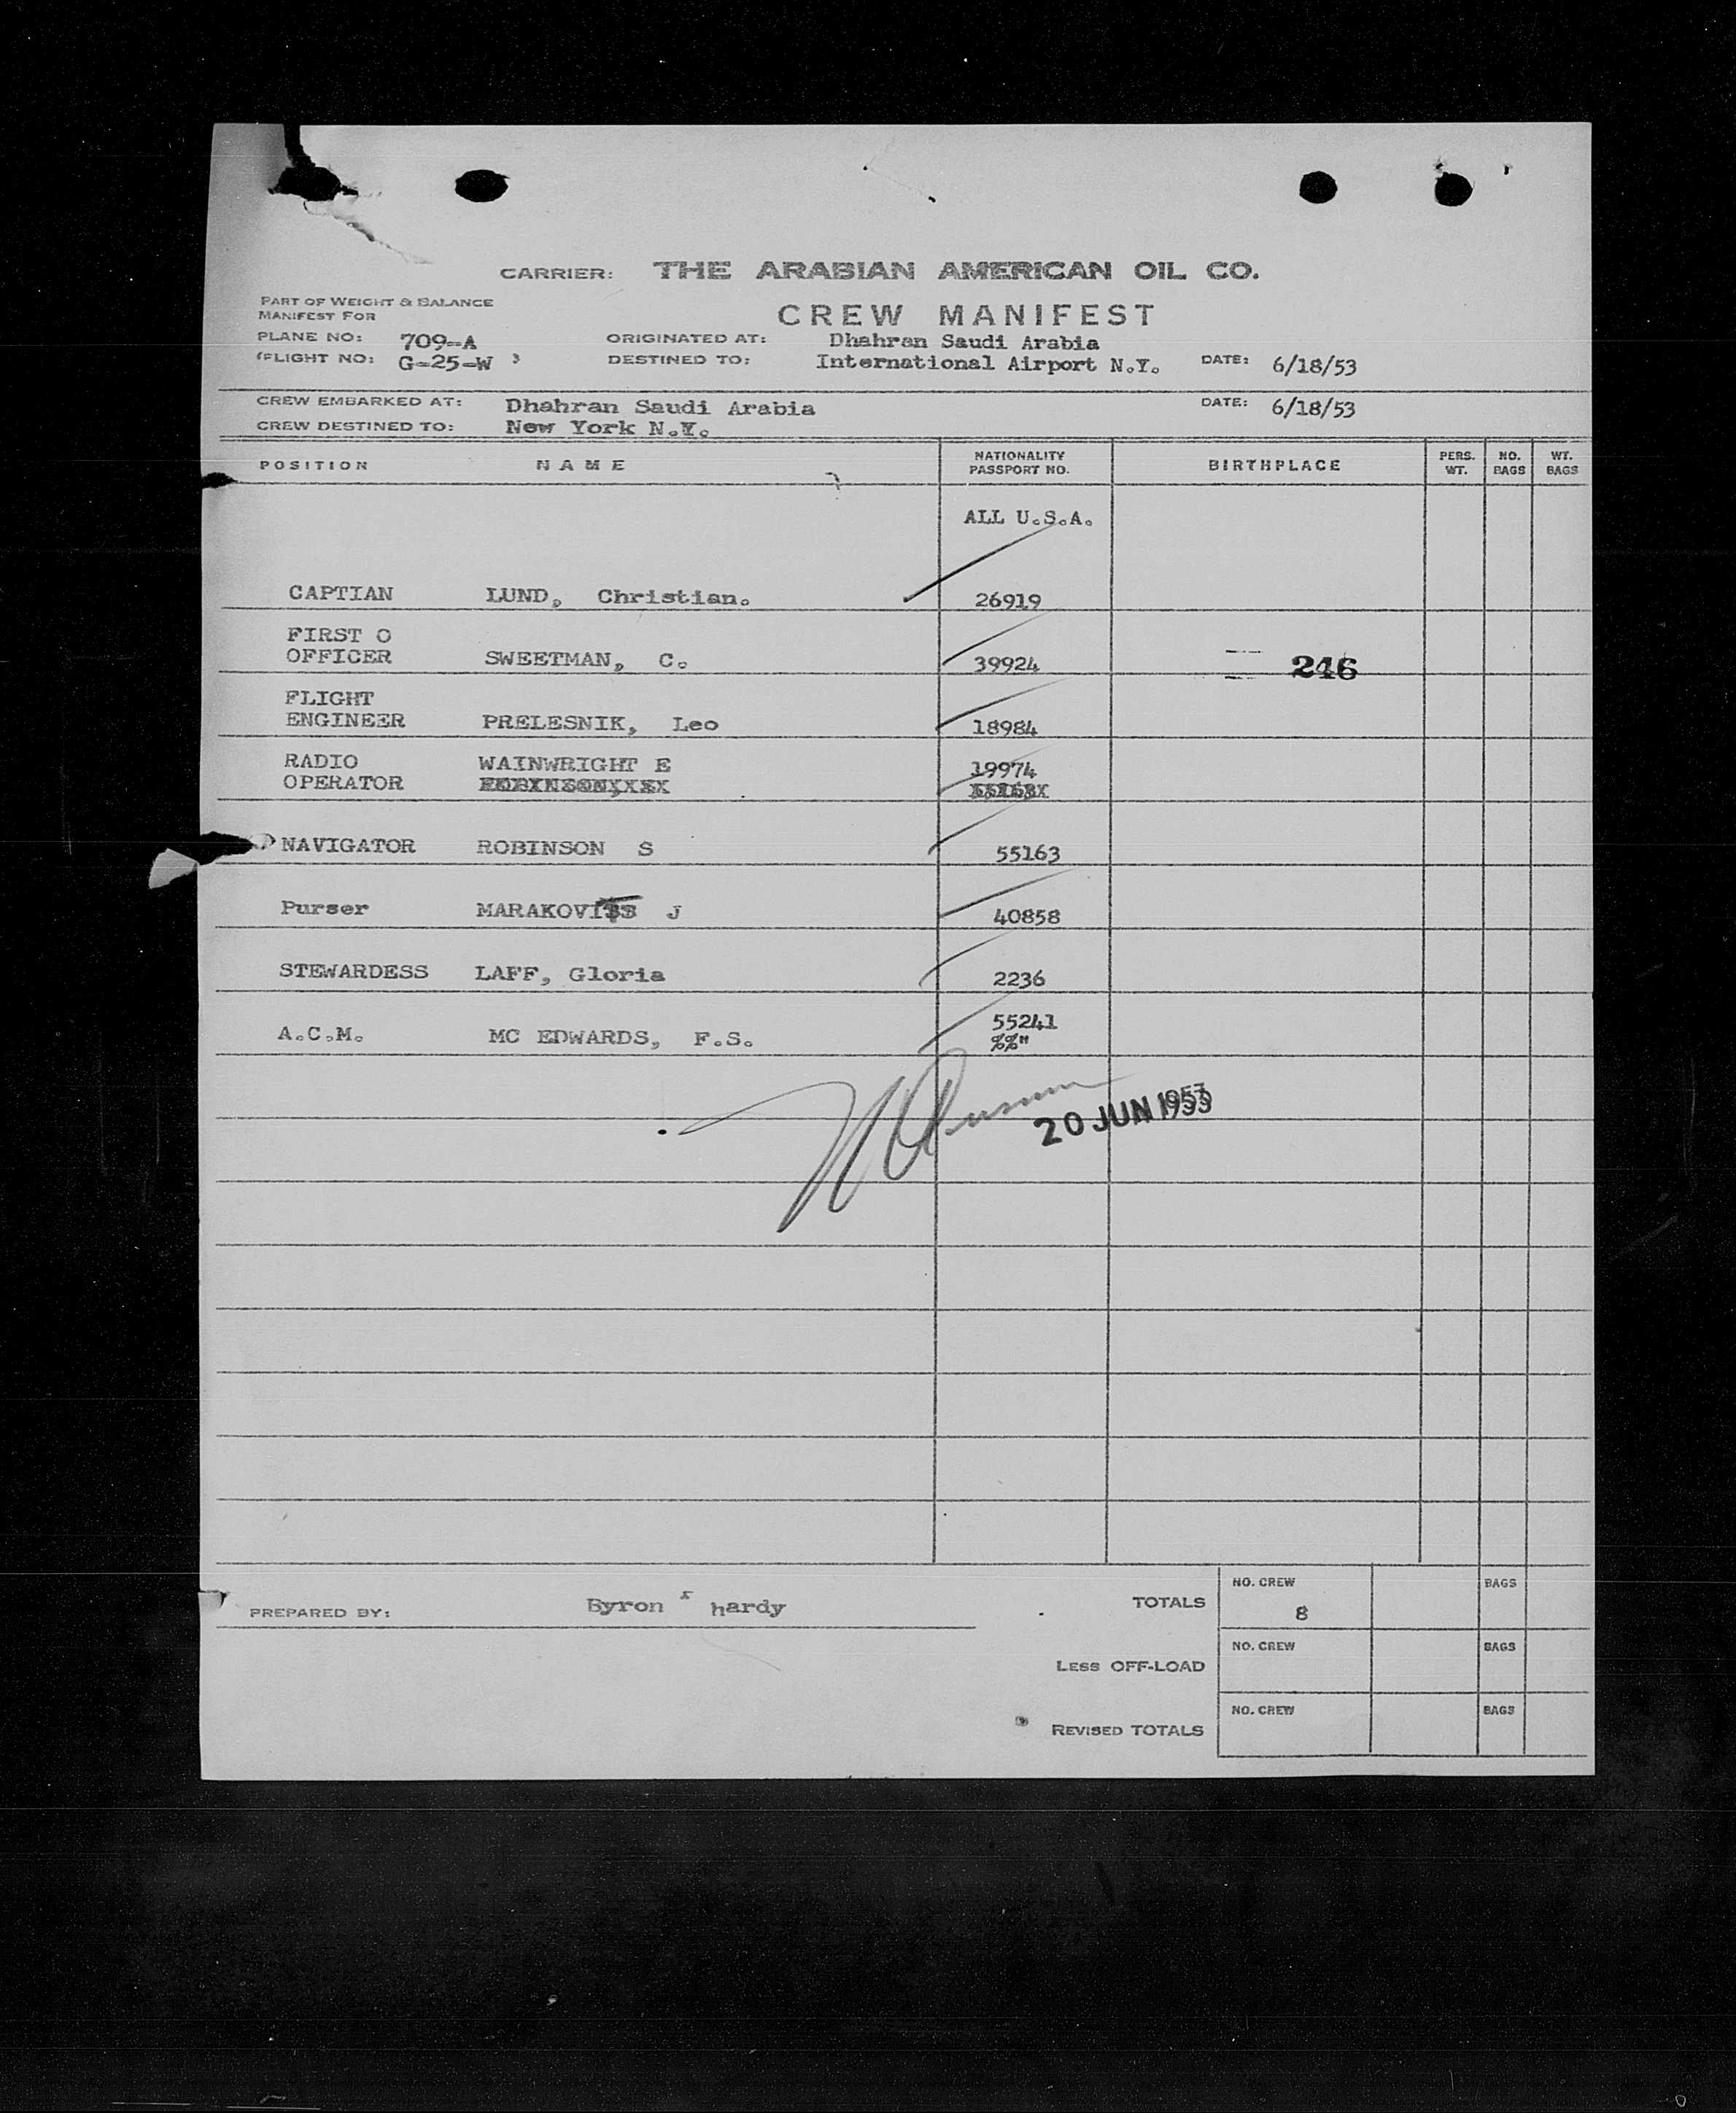 CARRIER: THE ARABIAN AMERICAN OIL CO.
PART OF WEIGHT & BALANCE
MANIFEST FOR
CREW MANIFEST
PLANE NO: 709-A ORIGINATED AT: Dhahran Saudi Arabia
FLIGHT NO: G-25-W DESTINED TO: International Airport N.Y. DATE: 6/18/53
CREW EMBARKED AT: Dhahran Saudi Arabia DATE: 6/18/53
CREW DESTINED TO: New York N.Y.
POSITION NAME NATIONALITY PASSPORT NO. BIRTHPLACE PERS. WT. NO. BAGS WT. BAGS
ALL U.S.A.
CAPTIAN LUND, Christian. 26919
FIRST O
OFFICER SWEETMAN, C. 39924 246
FLIGHT
ENGINEER PRELESNIK, Leo 18984
RADIO WAINWRIGHT E 19974
OPERATOR
NAVIGATOR ROBINSON S 55163
Purser J 40858
STEWARDESS LAFF, Gloria 2236
A.C.M. MC EDWARDS, F.S. 55241
%%"
20 JUN 1953
PREPARED BY: Byron F hardy
TOTALS NO. CREW 8 BAGS
LESS OFF-LOAD NO. CREW BAGS
REVISED TOTALS NO. CREW BAGS